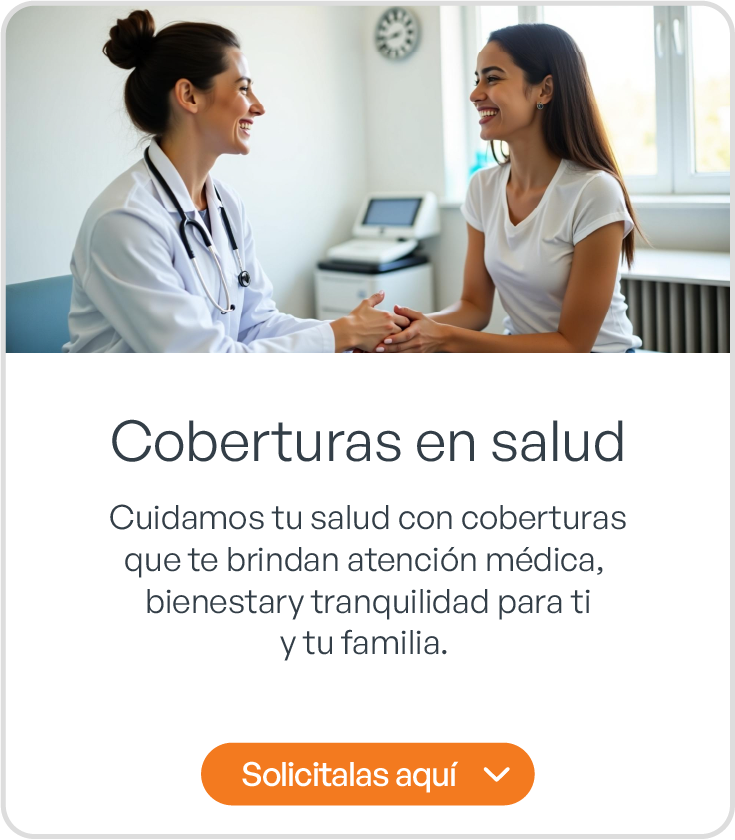 Coberturas en salud
Cuidamos tu salud con coberturas
que te brindan atención médica,
bienestary tranquilidad para ti
y tu familia.
Solicitalas aquí